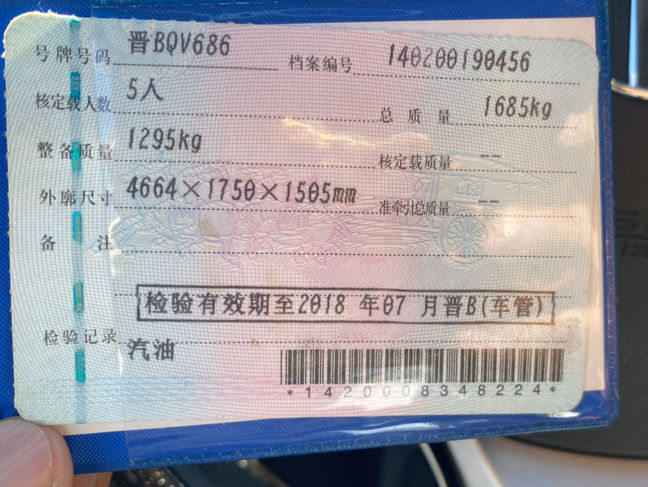 号牌号码 晋BQV686 档案编号 140200190456
核定载人数 5人 总质量 1685kg
整备质量 1295kg 核定载质量 --
外廓尺寸 4664×1750×1505mm 准牵引总质量 --
备注
检验有效期至2018 年07 月晋B(车管)
检验记录
汽油
*1420008348224*